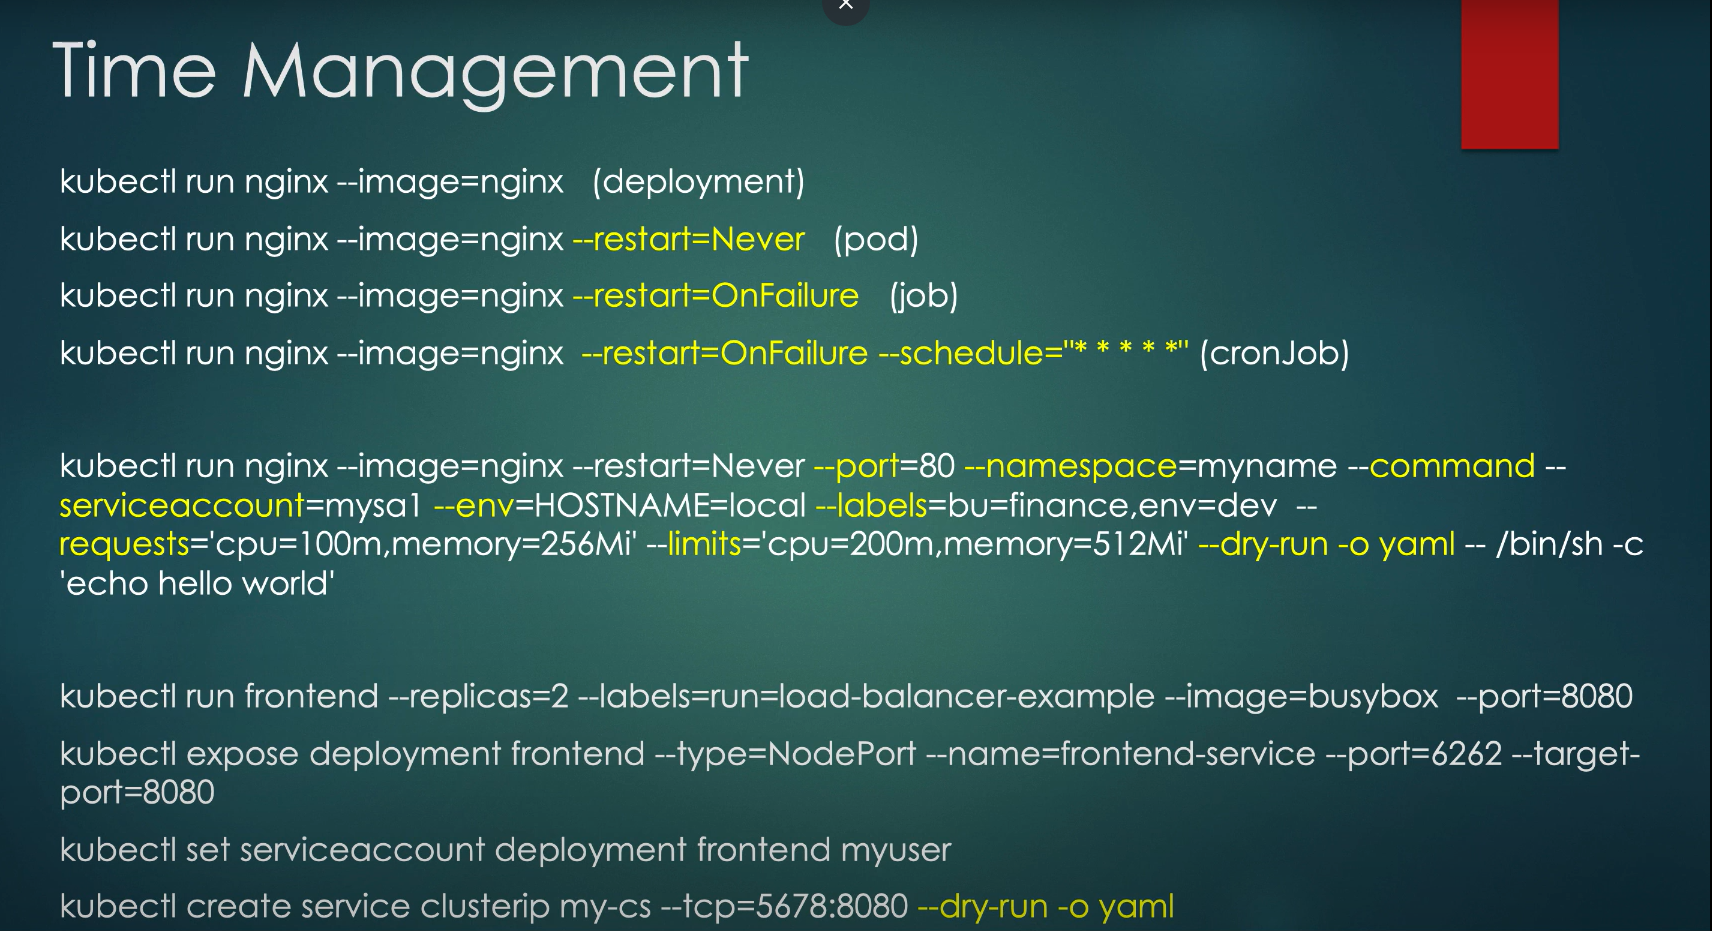 Time Management
kubectl run nginx --image=nginx (deployment)
kubectl run nginx --image=nginx --restart=Never (pod)
kubectl run nginx --image=nginx --restart=OnFailure (job)
kubectl run nginx --image=nginx --restart=OnFailure --schedule="* * * * *" (cronJob)
kubectl run nginx --image=nginx --restart=Never --port=80 --namespace=myname --command --
serviceaccount=mysa1 --env=HOSTNAME=local --labels=bu=finance,env=dev --
requests='cpu=100m,memory=256Mi' --limits='cpu=200m,memory=512Mi' --dry-run -o yaml -- /bin/sh -c
'echo hello world'
kubectl run frontend --replicas=2 --labels=run=load-balancer-example --image=busybox --port=8080
kubectl expose deployment frontend --type=NodePort --name=frontend-service --port=6262 --target-
port=8080
kubectl set serviceaccount deployment frontend myuser
kubectl create service clusterip my-cs --tcp=5678:8080 --dry-run -o yaml